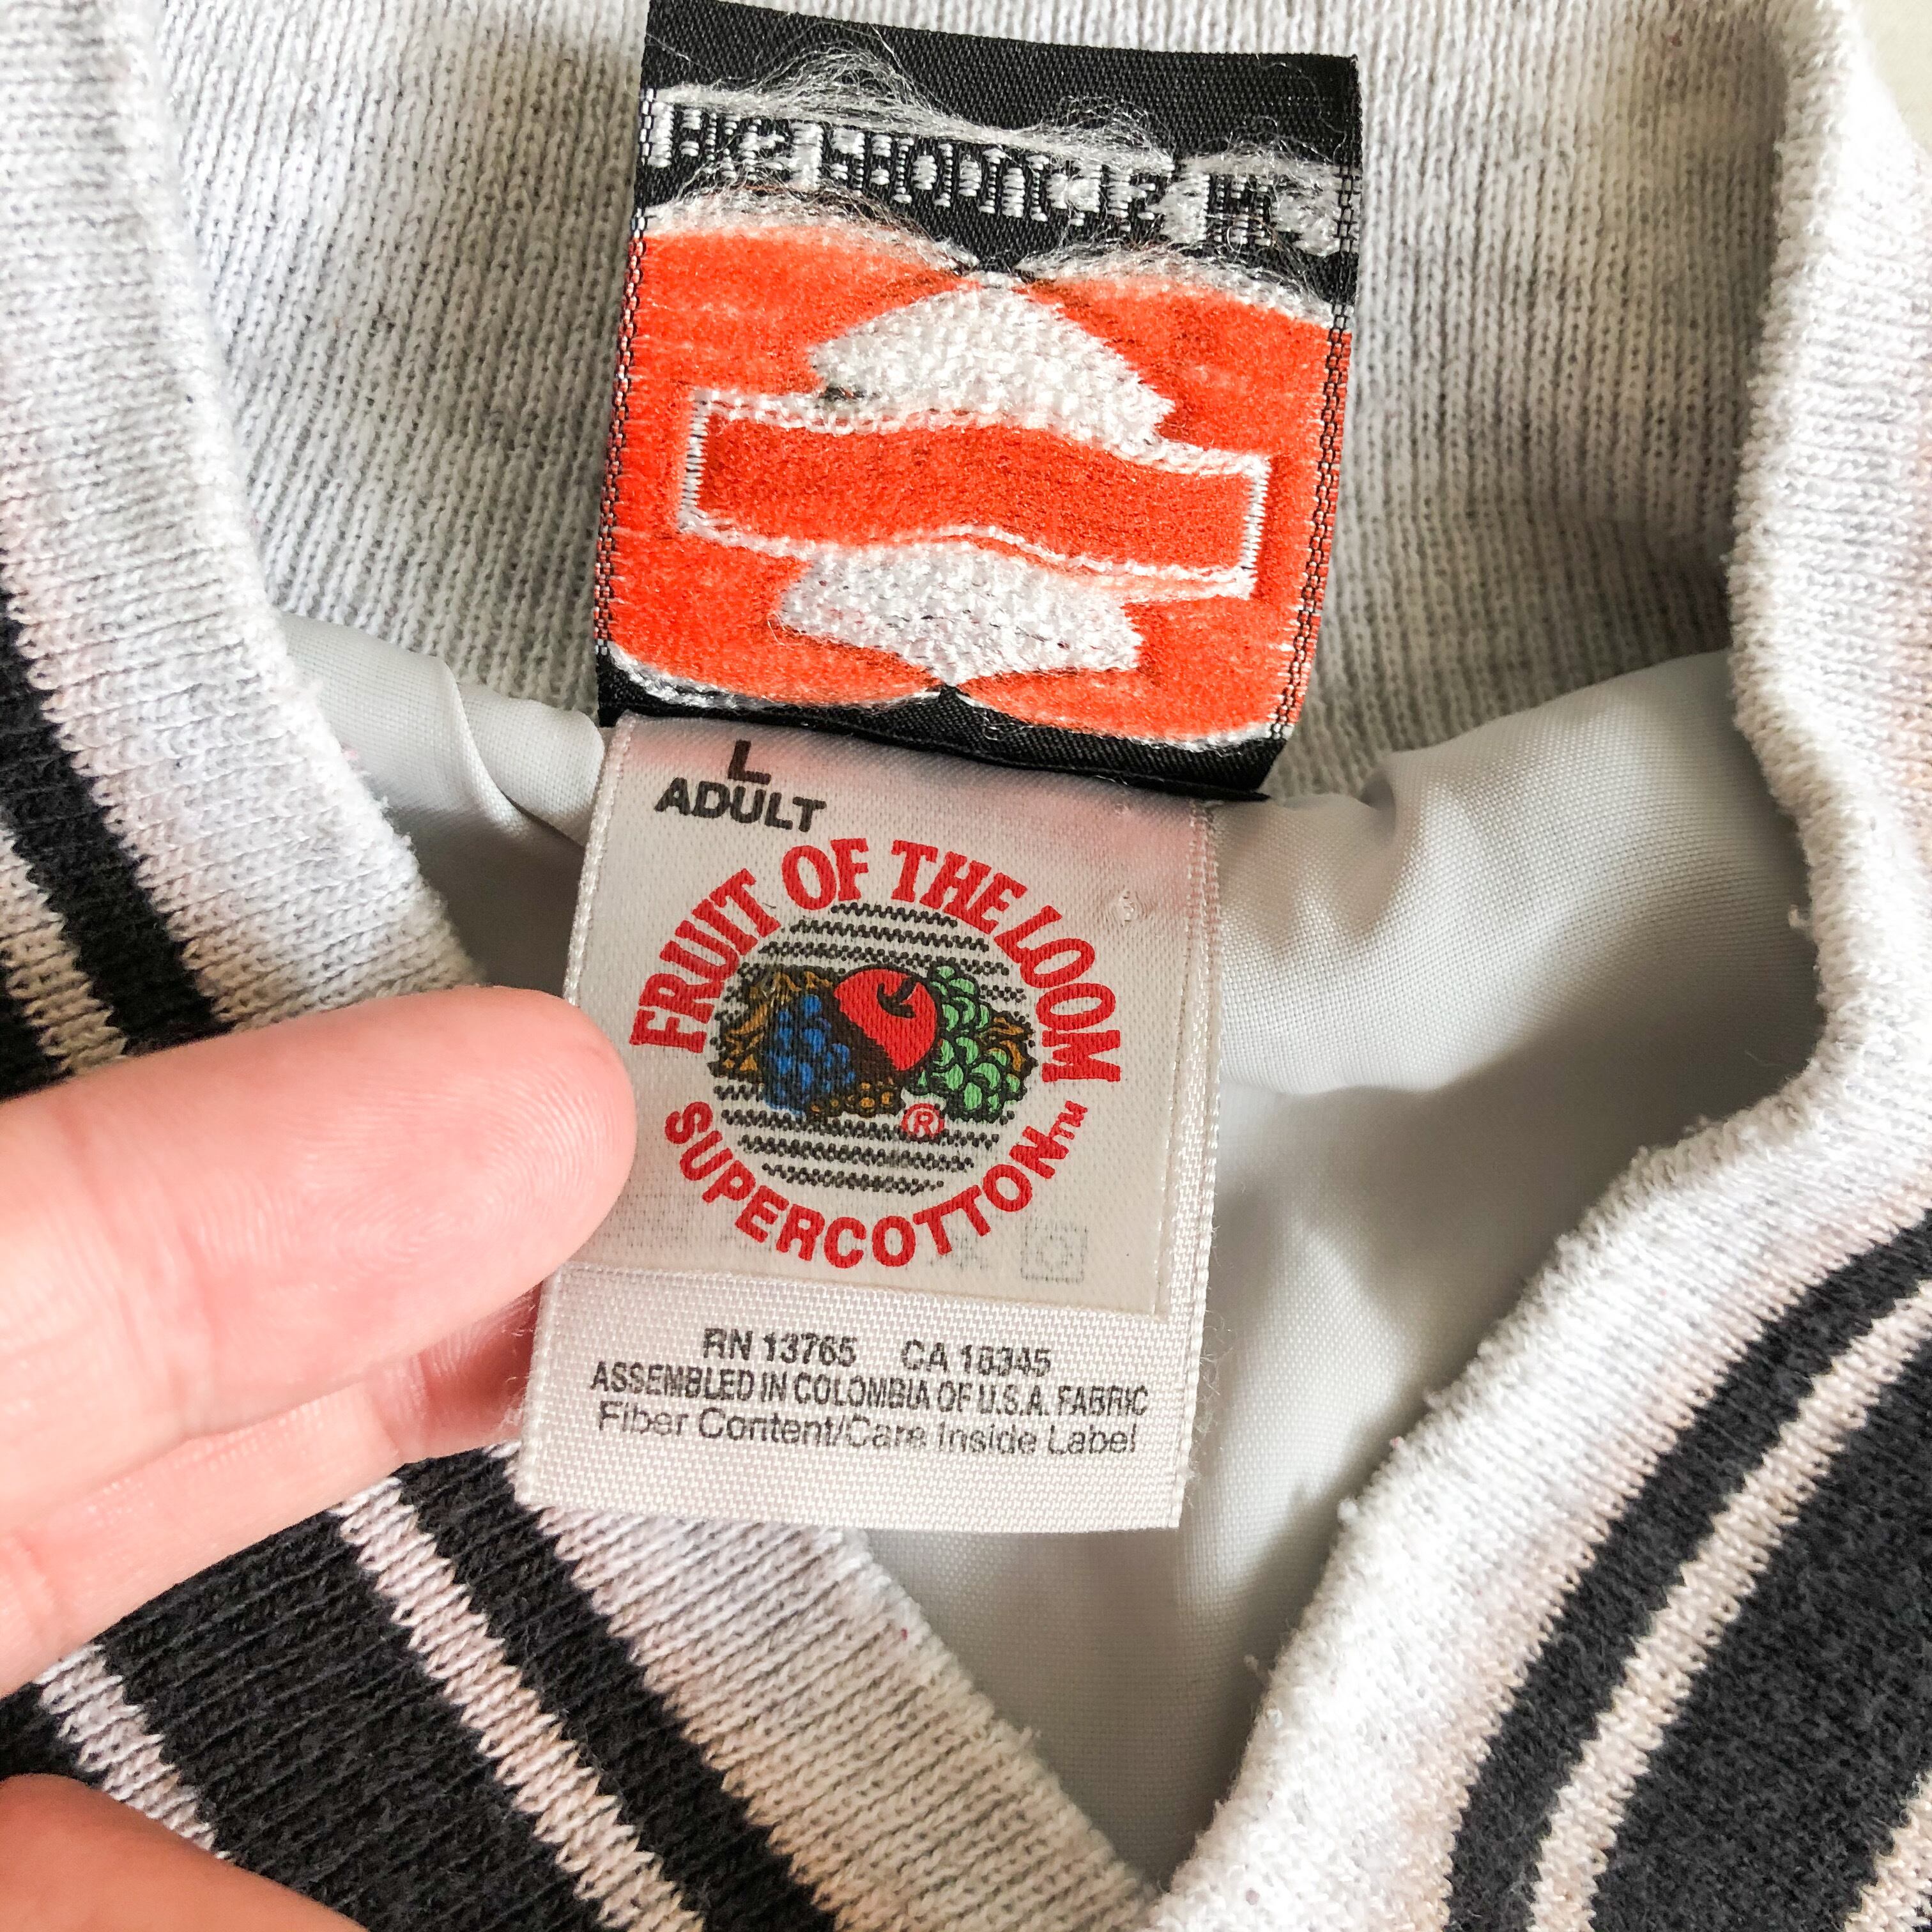 L
ADULT
FRUIT OF THE LOOM
®
SUPERCOTTON™
RN 13765 CA 18345
ASSEMBLED IN COLOMBIA OF U.S.A. FABRIC
Fiber Content/Care Inside Label